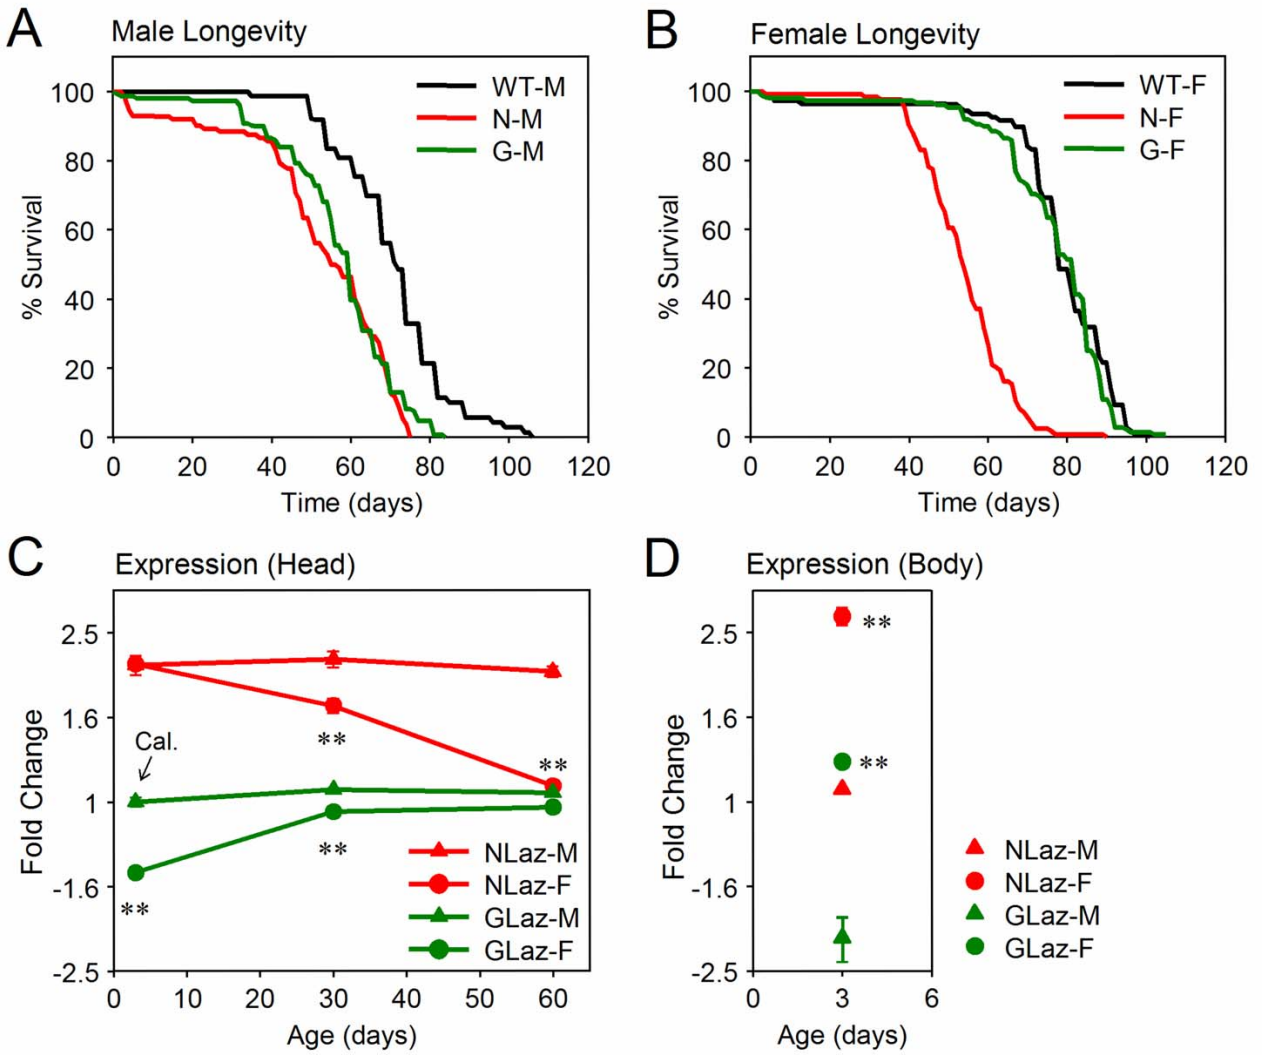 A
Male Longevity
WT-M
N-M
G-M
% Survival
100
80
60
40
20
0
0 20 40 60 80 100 120
Time (days)
B
Female Longevity
WT-F
N-F
G-F
% Survival
100
80
60
40
20
0
0 20 40 60 80 100 120
Time (days)
C
Expression (Head)
Fold Change
2.5
1.6
1
-1.6
-2.5
Cal.
**
**
**
**
NLaz-M
NLaz-F
GLaz-M
GLaz-F
0 10 20 30 40 50 60
Age (days)
D
Expression (Body)
Fold Change
2.5
1.6
1
-1.6
-2.5
**
**
0 3 6
Age (days)
NLaz-M
NLaz-F
GLaz-M
GLaz-F